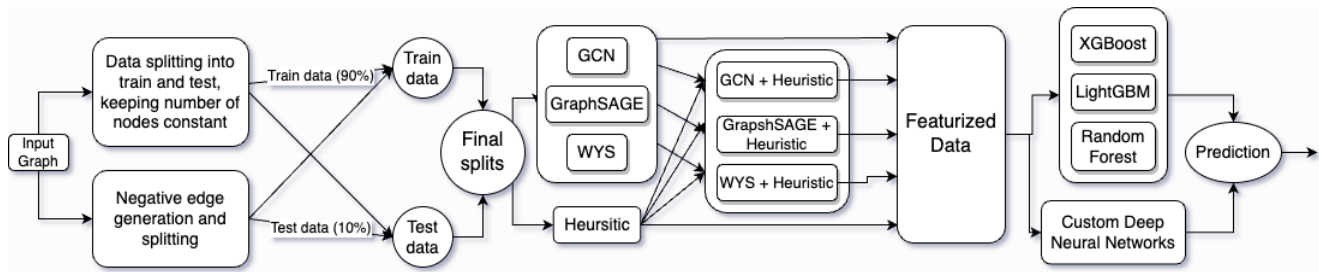 Input
Graph
Data splitting into
train and test,
keeping number of
nodes constant
Negative edge
generation and
splitting
Train data (90%)
Test data (10%)
Train
data
Test
data
Final
splits
GCN
GraphSAGE
WYS
Heursitic
GCN + Heuristic
GrapshSAGE +
Heuristic
WYS + Heuristic
Featurized
Data
XGBoost
LightGBM
Random
Forest
Custom Deep
Neural Networks
Prediction